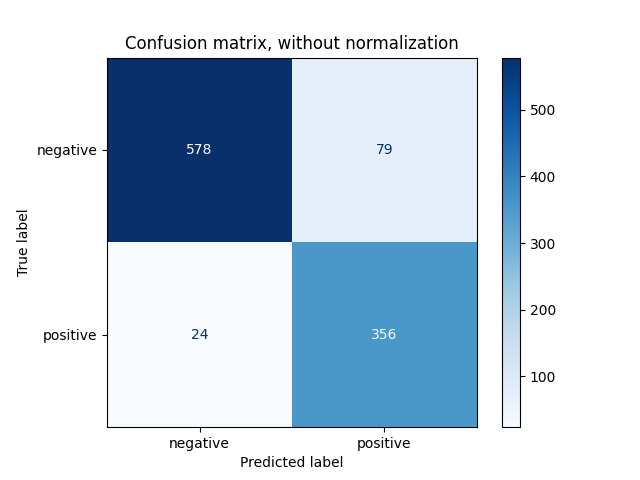 Confusion matrix, without normalization
negative
578
79
positive
24
356
negative
positive
True label
Predicted label
500
400
300
200
100